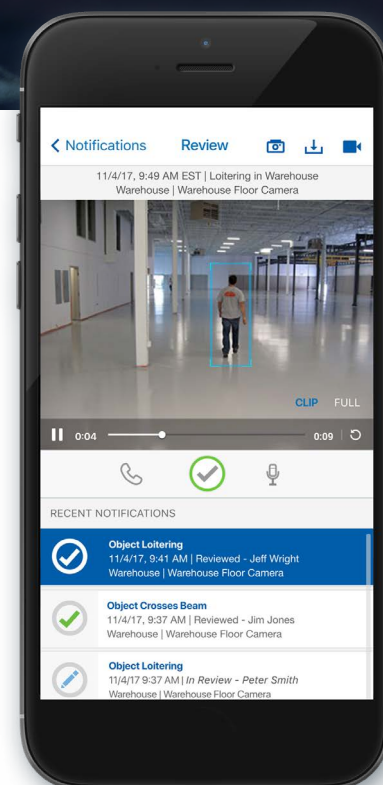 Notifications Review
11/4/17, 9:49 AM EST | Loitering in Warehouse
Warehouse | Warehouse Floor Camera
CLIP FULL
0:04 0:09
RECENT NOTIFICATIONS
Object Loitering
11/4/17, 9:41 AM | Reviewed - Jeff Wright
Warehouse | Warehouse Floor Camera
Object Crosses Beam
11/4/17, 9:37 AM | Reviewed - Jim Jones
Warehouse | Warehouse Floor Camera
Object Loitering
11/4/17 9:37 AM | In Review - Peter Smith
Warehouse | Warehouse Floor Camera